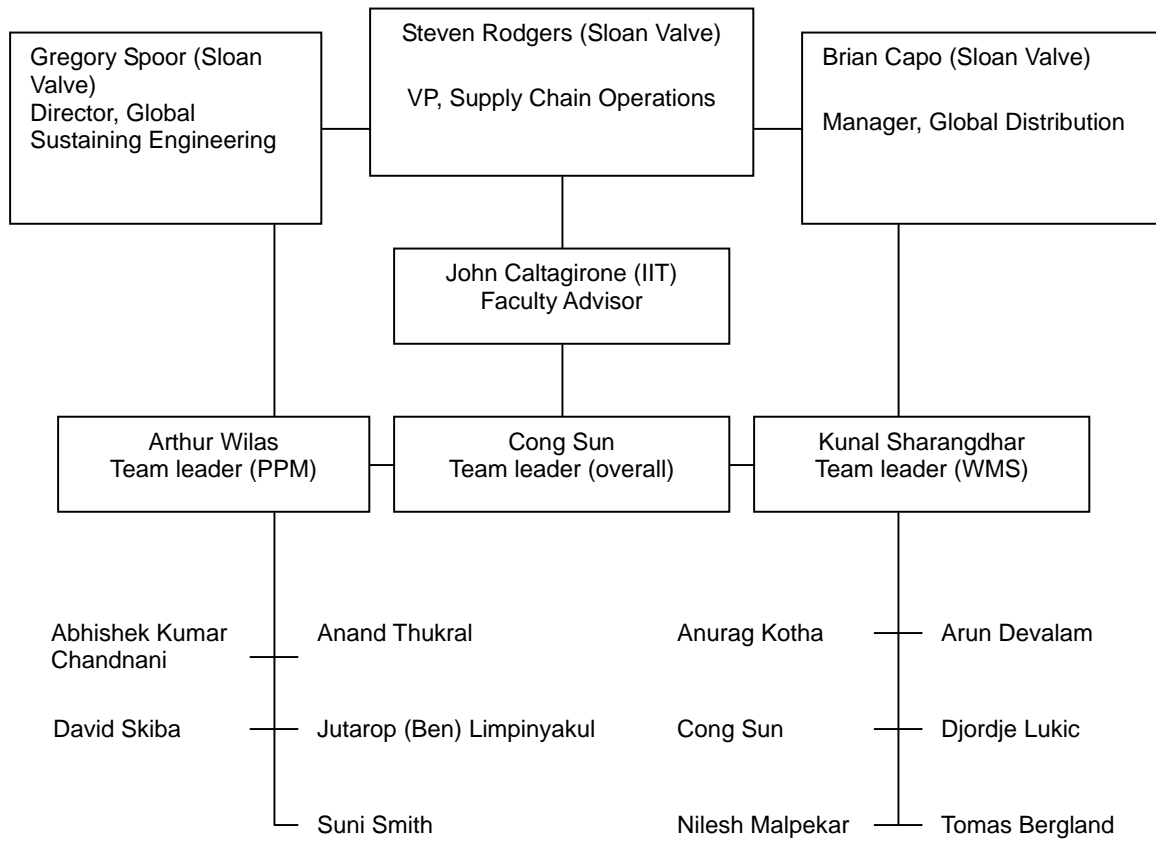 Gregory Spoor (Sloan
Valve)
Director, Global
Sustaining Engineering
Steven Rodgers (Sloan Valve)
VP, Supply Chain Operations
Brian Capo (Sloan Valve)
Manager, Global Distribution
John Caltagirone (IIT)
Faculty Advisor
Arthur Wilas
Team leader (PPM)
Cong Sun
Team leader (overall)
Kunal Sharangdhar
Team leader (WMS)
Abhishek Kumar
Chandnani
Anand Thukral
David Skiba
Jutarop (Ben) Limpinyakul
Suni Smith
Anurag Kotha
Arun Devalam
Cong Sun
Djordje Lukic
Nilesh Malpekar
Tomas Bergland